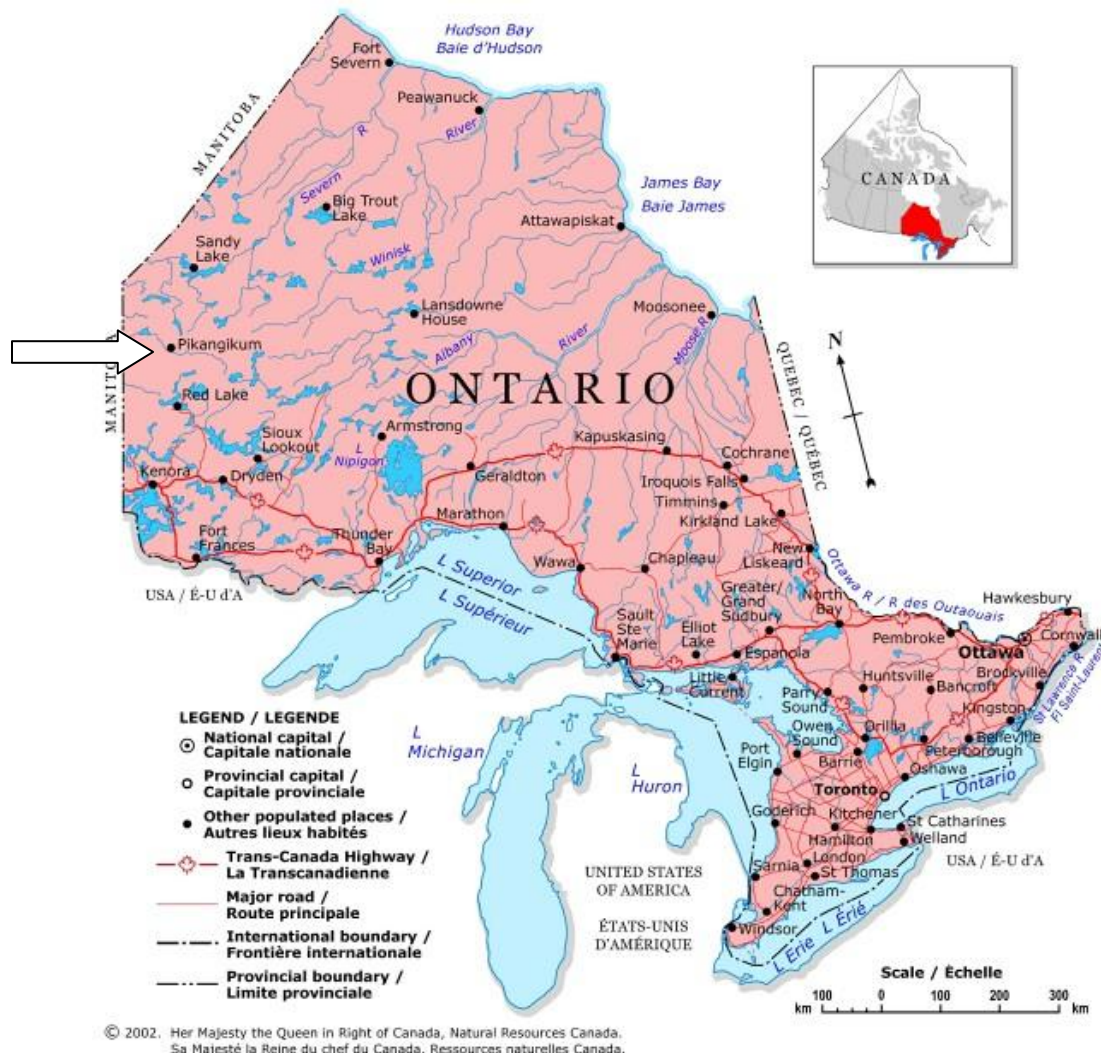 Hudson Bay
Baie d'Hudson
Fort
Severn
Peawanuck
River
R
Severn
MANITOBA
Big Trout
Lake
James Bay
Baie James
Attawapiskat
CANADA
Sandy
Lake
Winisk
Lansdowne
House
Moosonee
Albany
River
Moose R
Pikangikum
MANITOBA
QUEBEC / QUÉBEC
N
ONTARIO
Red Lake
Sioux
Lookout
Armstrong
L
Nipigon
Kapuskasing
Cochrane
Kenora
Dryden
Geraldton
Iroquois Falls
Timmins
Kirkland Lake
Marathon
Fort
Frances
Thunder
Bay
Wawa
Chapleau
New
Liskeard
USA / É-U d'A
L Superior
L Supérieur
Ottawa R / R des Outaouais
Greater/
Grand
Sudbury
North
Bay
Hawkesbury
Sault
Ste
Marie
Elliot
Lake
Espanola
Pembroke
Ottawa
Cornwall
Little
Current
Parry
Sound
Huntsville
Bancroft
Brockville
Kingston
St Lawrence R
Fl Saint-Laurent
Owen
Sound
Orillia
Barrie
Belleville
Peterborough
Port
Elgin
Oshawa
Toronto
L Ontario
L
Michigan
L
Huron
Goderich
Kitchener
Hamilton
St Catharines
Welland
USA / É-U d'A
London
Sarnia
St Thomas
Chatham-
Kent
Windsor
L Erie L Érié
UNITED STATES
OF AMERICA
ÉTATS-UNIS
D'AMÉRIQUE
LEGEND / LEGENDE
National capital /
Capitale nationale
Provincial capital /
Capitale provinciale
Other populated places /
Autres lieux habités
Trans-Canada Highway /
La Transcanadienne
Major road /
Route principale
International boundary /
Frontière internationale
Provincial boundary /
Limite provinciale
Scale / Échelle
100 0 100 200 300
km km
© 2002. Her Majesty the Queen in Right of Canada, Natural Resources Canada.
Sa Majesté la Reine du chef du Canada, Ressources naturelles Canada.